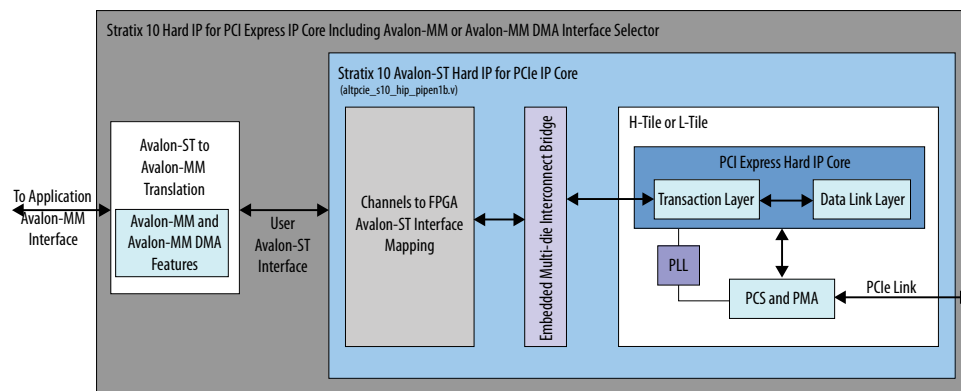 Stratix 10 Hard IP for PCI Express IP Core Including Avalon-MM or Avalon-MM DMA Interface Selector
Stratix 10 Avalon-ST Hard IP for PCIe IP Core
(altpcie_s10_hip_pipen1b.v)
To Application
Avalon-MM
Interface
Avalon-ST to
Avalon-MM
Translation
Avalon-MM and
Avalon-MM DMA
Features
User
Avalon-ST
Interface
Channels to FPGA
Avalon-ST Interface
Mapping
Embedded Multi-die Interconnect Bridge
H-Tile or L-Tile
PCI Express Hard IP Core
Transaction Layer
Data Link Layer
PLL
PCS and PMA
PCIe Link